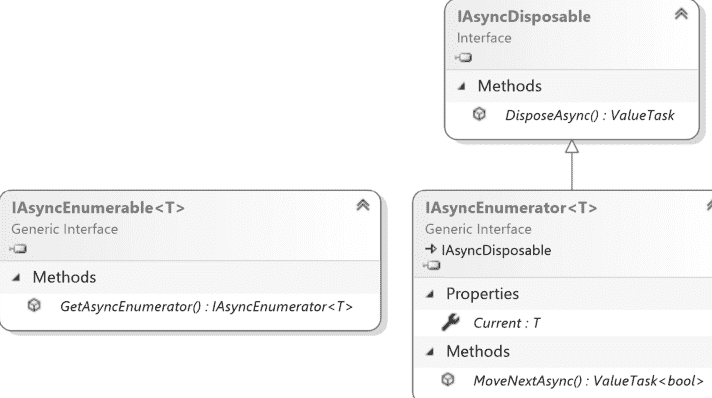 IAsyncDisposable
Interface
Methods
DisposeAsync() : ValueTask
IAsyncEnumerable<T>
Generic Interface
Methods
GetAsyncEnumerator() : IAsyncEnumerator<T>
IAsyncEnumerator<T>
Generic Interface
IAsyncDisposable
Properties
Current : T
Methods
MoveNextAsync() : ValueTask<bool>